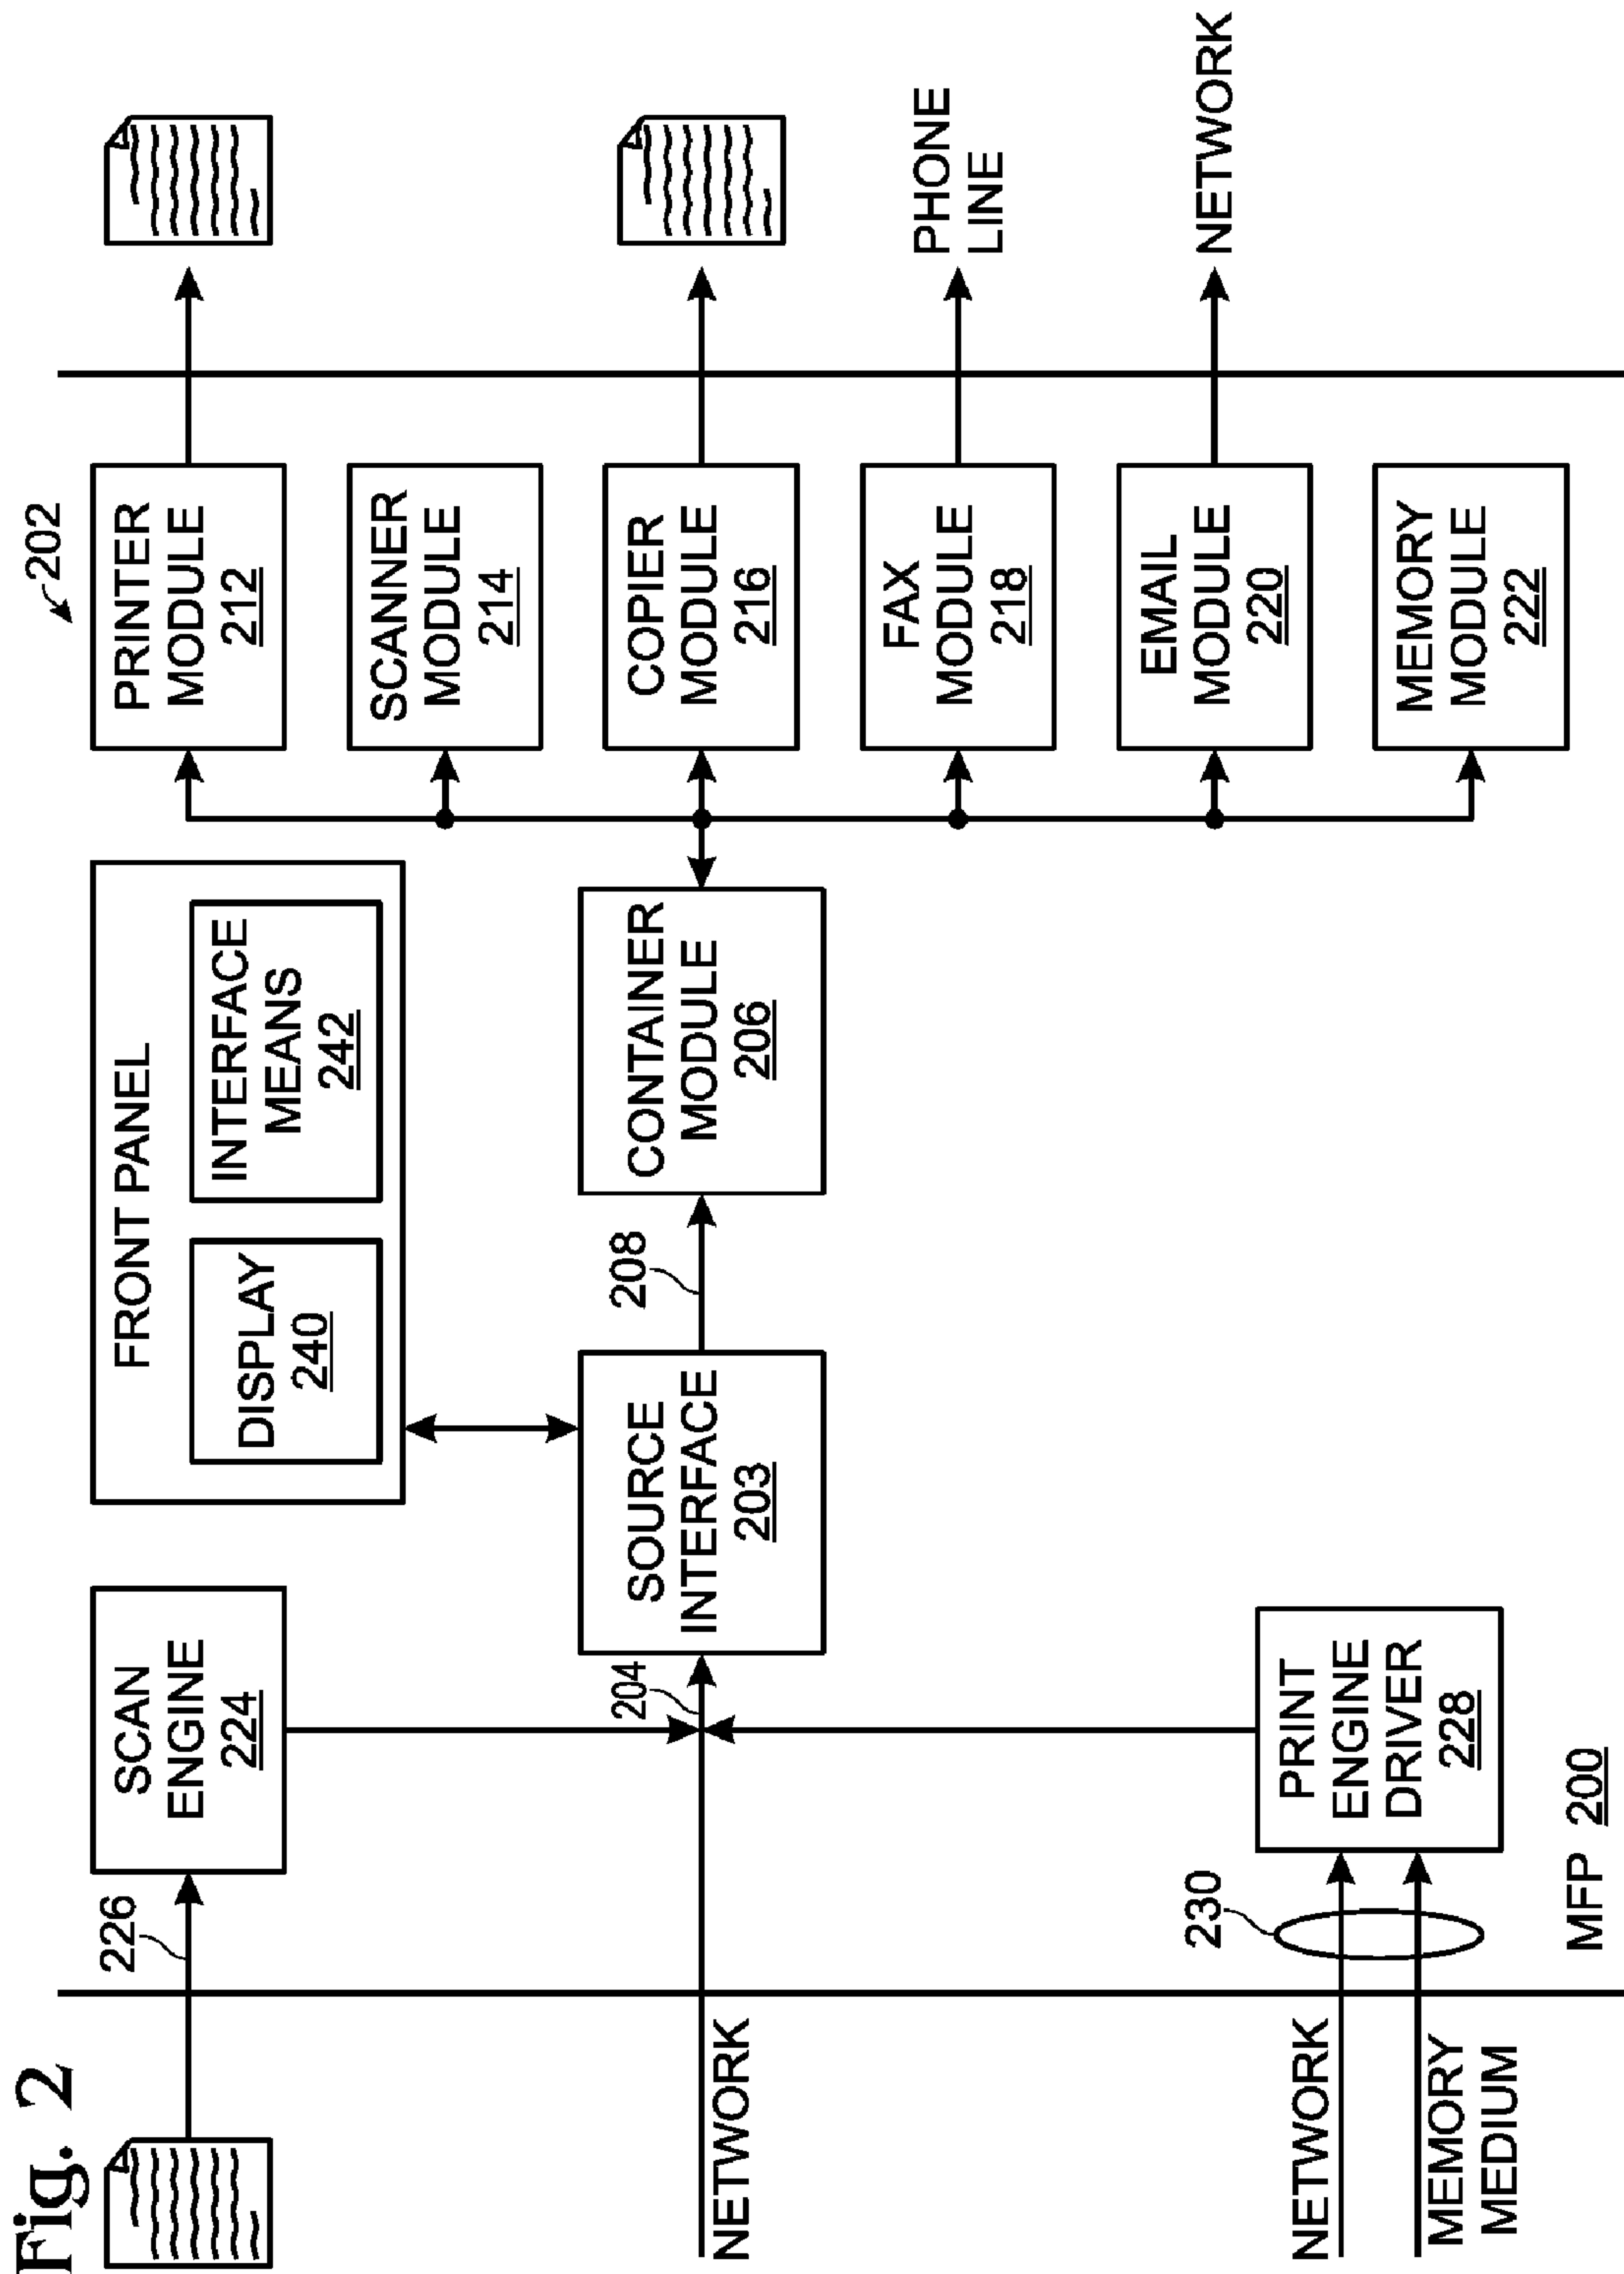 Fig. 2
226
SCAN
ENGINE
224
FRONT PANEL
DISPLAY
240
INTERFACE
MEANS
242
202
PRINTER
MODULE
212
SCANNER
MODULE
214
NETWORK
204
SOURCE
INTERFACE
203
208
CONTAINER
MODULE
206
COPIER
MODULE
216
FAX
MODULE
218
PHONE
LINE
EMAIL
MODULE
220
NETWORK
MEMORY
MODULE
222
NETWORK
MEMORY
MEDIUM
230
PRINT
ENGINE
DRIVER
228
MFP 200